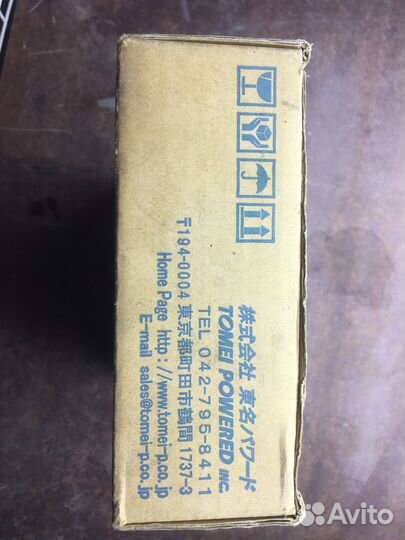 株式会社 東名パワード
TOMEI POWERED INC.
TEL 042-795-8411
〒194-0004 東京都町田市鶴間 1737-3
Home Page http://www.tomei-p.co.jp
E-mail sales@tomei-p.co.jp
Avito